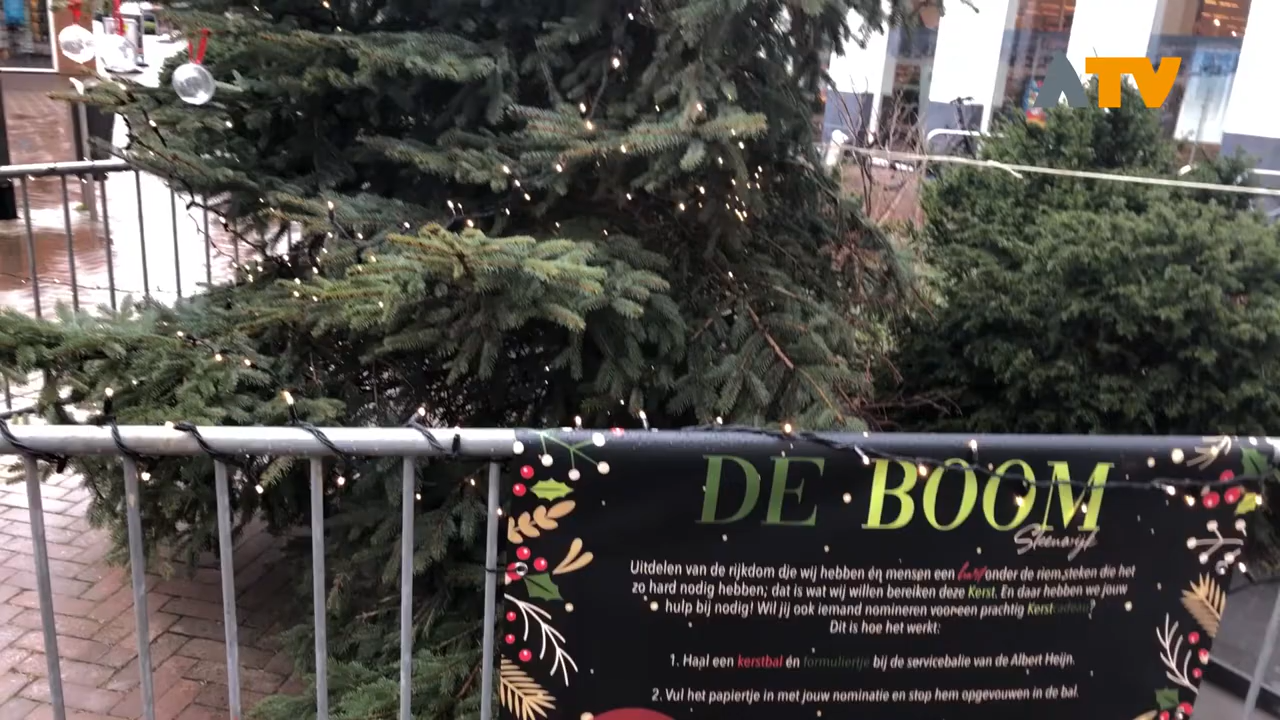 ATV
DE BOOM
Steenwijk
Uitdelen van de rijkdom die wij hebben én mensen een hart onder de riem steken die het
zo hard nodig hebben; dat is wat wij willen bereiken deze Kerst. En daar hebben we jouw
hulp bij nodig! Wil jij ook iemand nomineren voor een prachtig Kerstcadeau?
Dit is hoe het werkt:
1. Haal een kerstbal én formuliertje bij de servicebalie van de Albert Heijn.
2. Vul het papiertje in met jouw nominatie en stop hem opgevouwen in de bal.